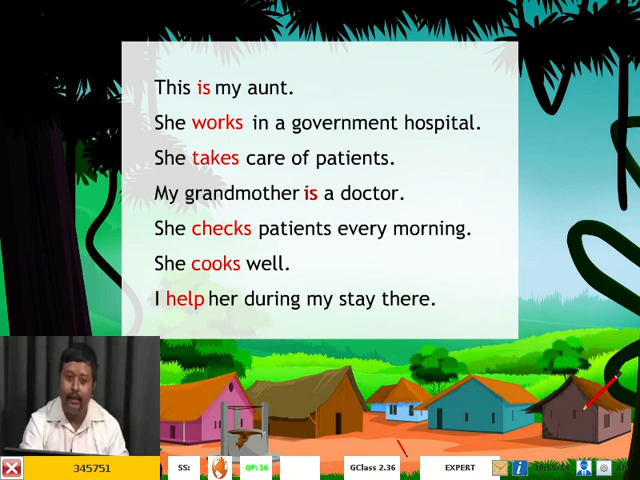 This is my aunt.
She works in a government hospital.
She takes care of patients.
My grandmother is a doctor.
She checks patients every morning.
She cooks well.
I help her during my stay there.
345751
SS:
QP:16
GClass 2.36
EXPERT